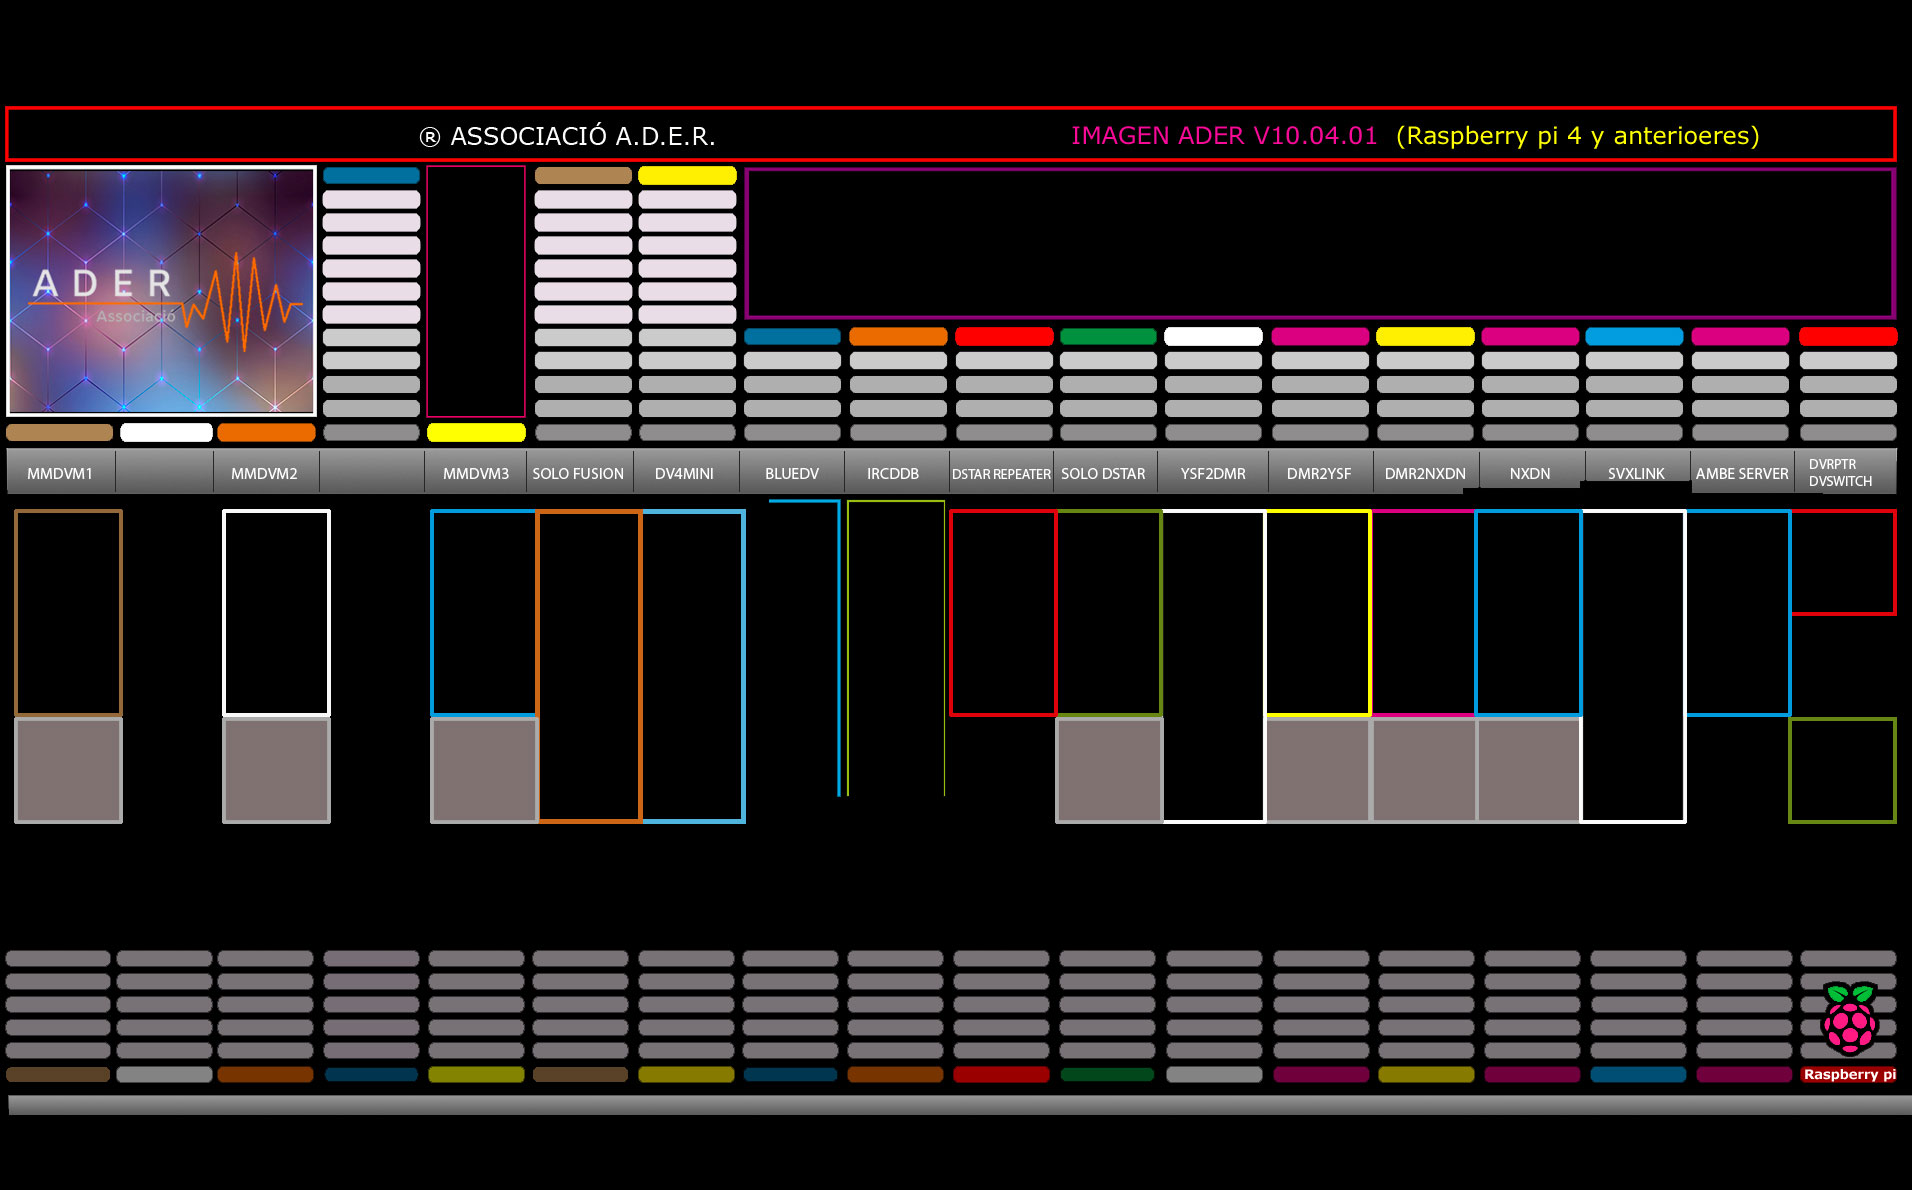 ® ASSOCIACIÓ A.D.E.R.
IMAGEN ADER V10.04.01 (Raspberry pi 4 y anterioeres)
ADER
Associació
MMDVM1
MMDVM2
MMDVM3
SOLO FUSION
DV4MINI
BLUEDV
IRCDDB
DSTAR REPEATER
SOLO DSTAR
YSF2DMR
DMR2YSF
DMR2NXDN
NXDN
SVXLINK
AMBE SERVER
DVRPTR
DVSWITCH
Raspberry pi